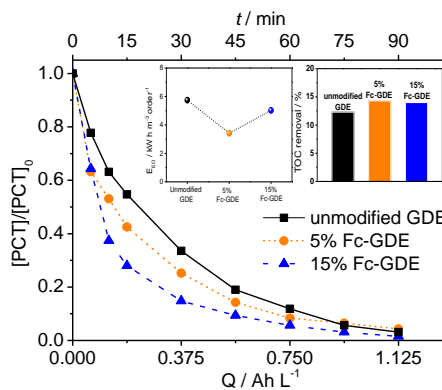 t / min
0 15 30 45 60 75 90
[PCT]/[PCT]0
1.0
0.8
0.6
0.4
0.2
0.0
E_EO / kW h m-3 order-1
8
6
4
2
0
Unmodified GDE
5% Fc-GDE
15% Fc-GDE
TOC removal / %
20
15
10
5
0
unmodified GDE
5% Fc-GDE
15% Fc-GDE
unmodified GDE
5% Fc-GDE
15% Fc-GDE
0.000 0.375 0.750 1.125
Q / Ah L-1